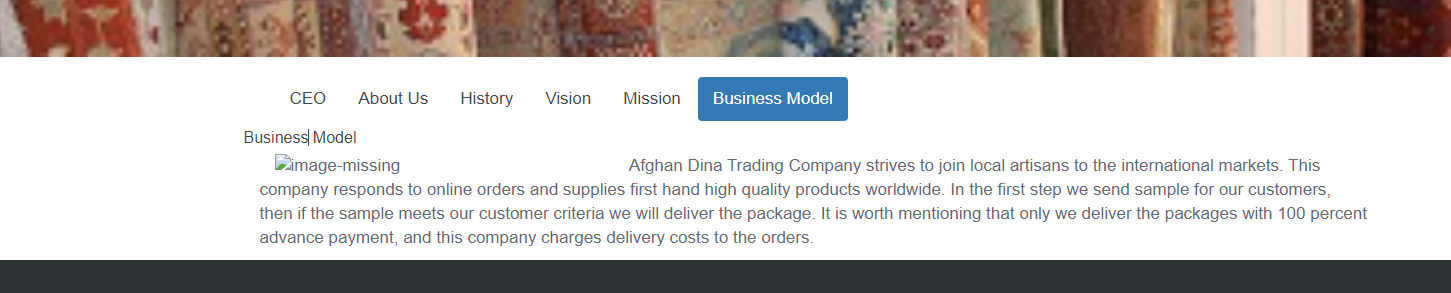 CEO About Us History Vision Mission Business Model
Business Model
image-missing Afghan Dina Trading Company strives to join local artisans to the international markets. This
company responds to online orders and supplies first hand high quality products worldwide. In the first step we send sample for our customers,
then if the sample meets our customer criteria we will deliver the package. It is worth mentioning that only we deliver the packages with 100 percent
advance payment, and this company charges delivery costs to the orders.